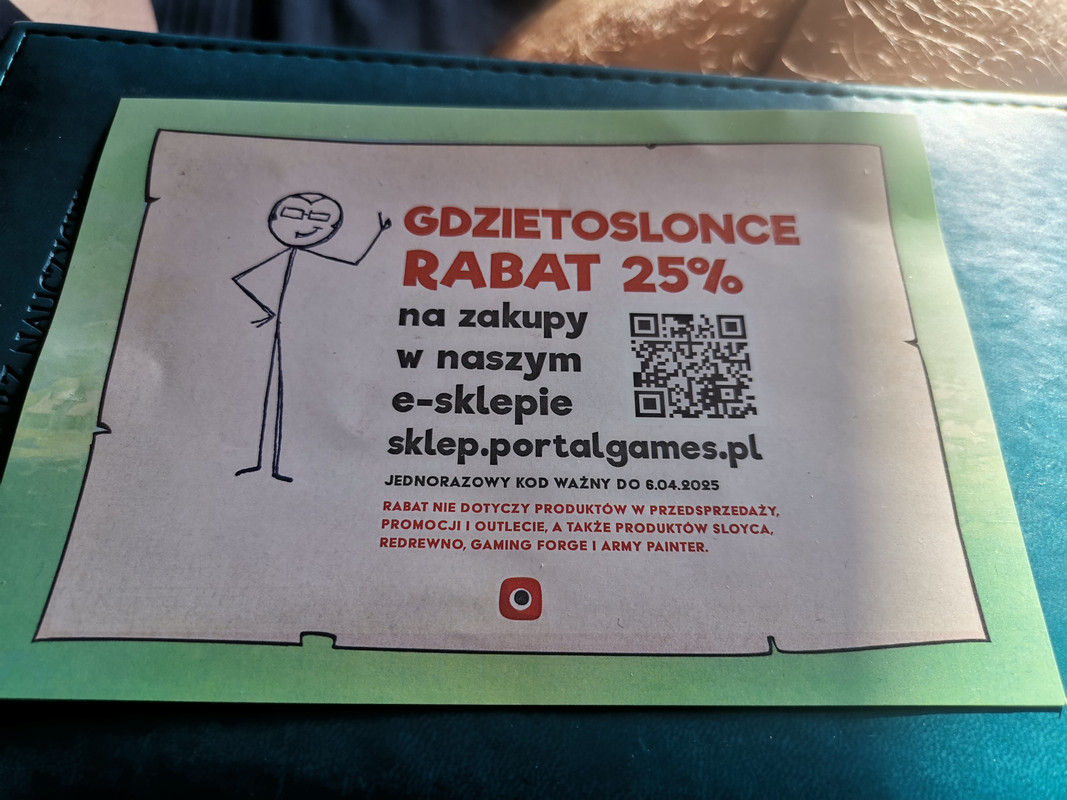 GDZIETOSLONCE
RABAT 25%
na zakupy
w naszym
e-sklepie
sklep.portalgames.pl
JEDNORAZOWY KOD WAŻNY DO 6.04.2025
RABAT NIE DOTYCZY PRODUKTÓW W PRZEDSPRZEDAŻY,
PROMOCJI I OUTLECIE, A TAKŻE PRODUKTÓW SLOYCA,
REDREWNO, GAMING FORGE I ARMY PAINTER.